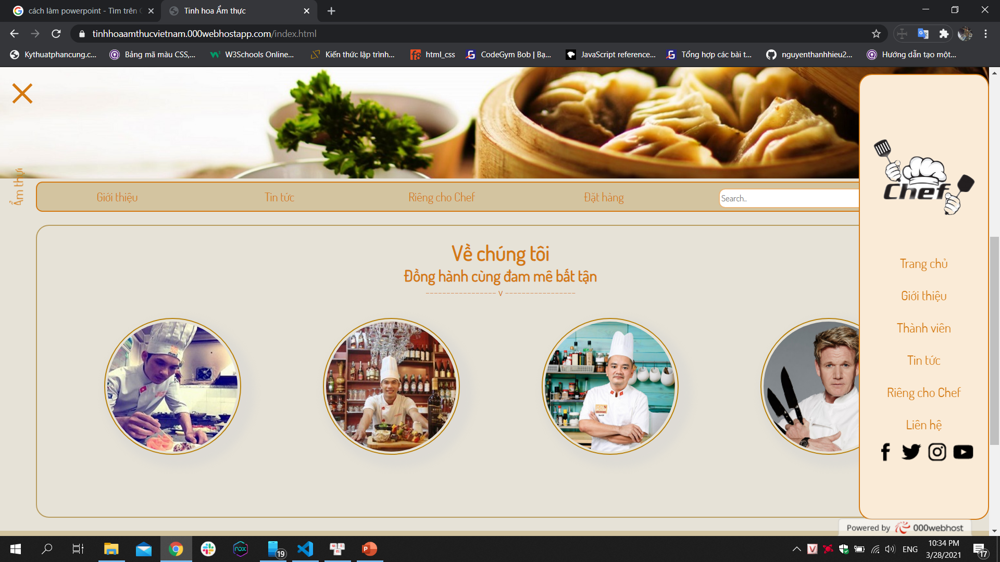 cách làm powerpoint - Tìm trên G
Tinh hoa Ẩm thực
tinhhoaamthucvietnam.000webhostapp.com/index.html
Kythuatphancung.c...
Bảng mã màu CSS,...
W3Schools Online...
Kiến thức lập trình...
html_css
CodeGym Bob | Bạ...
JavaScript reference...
Tổng hợp các bài t...
nguyenthanhhieu2...
Hướng dẫn tạo một...
Ẩm thực
Giới thiệu
Tin tức
Riêng cho Chef
Đặt hàng
Search..
Về chúng tôi
Đồng hành cùng đam mê bất tận
----------------- V -----------------
Chef
Trang chủ
Giới thiệu
Thành viên
Tin tức
Riêng cho Chef
Liên hệ
Powered by 000webhost
19
ENG
10:34 PM
3/28/2021
17